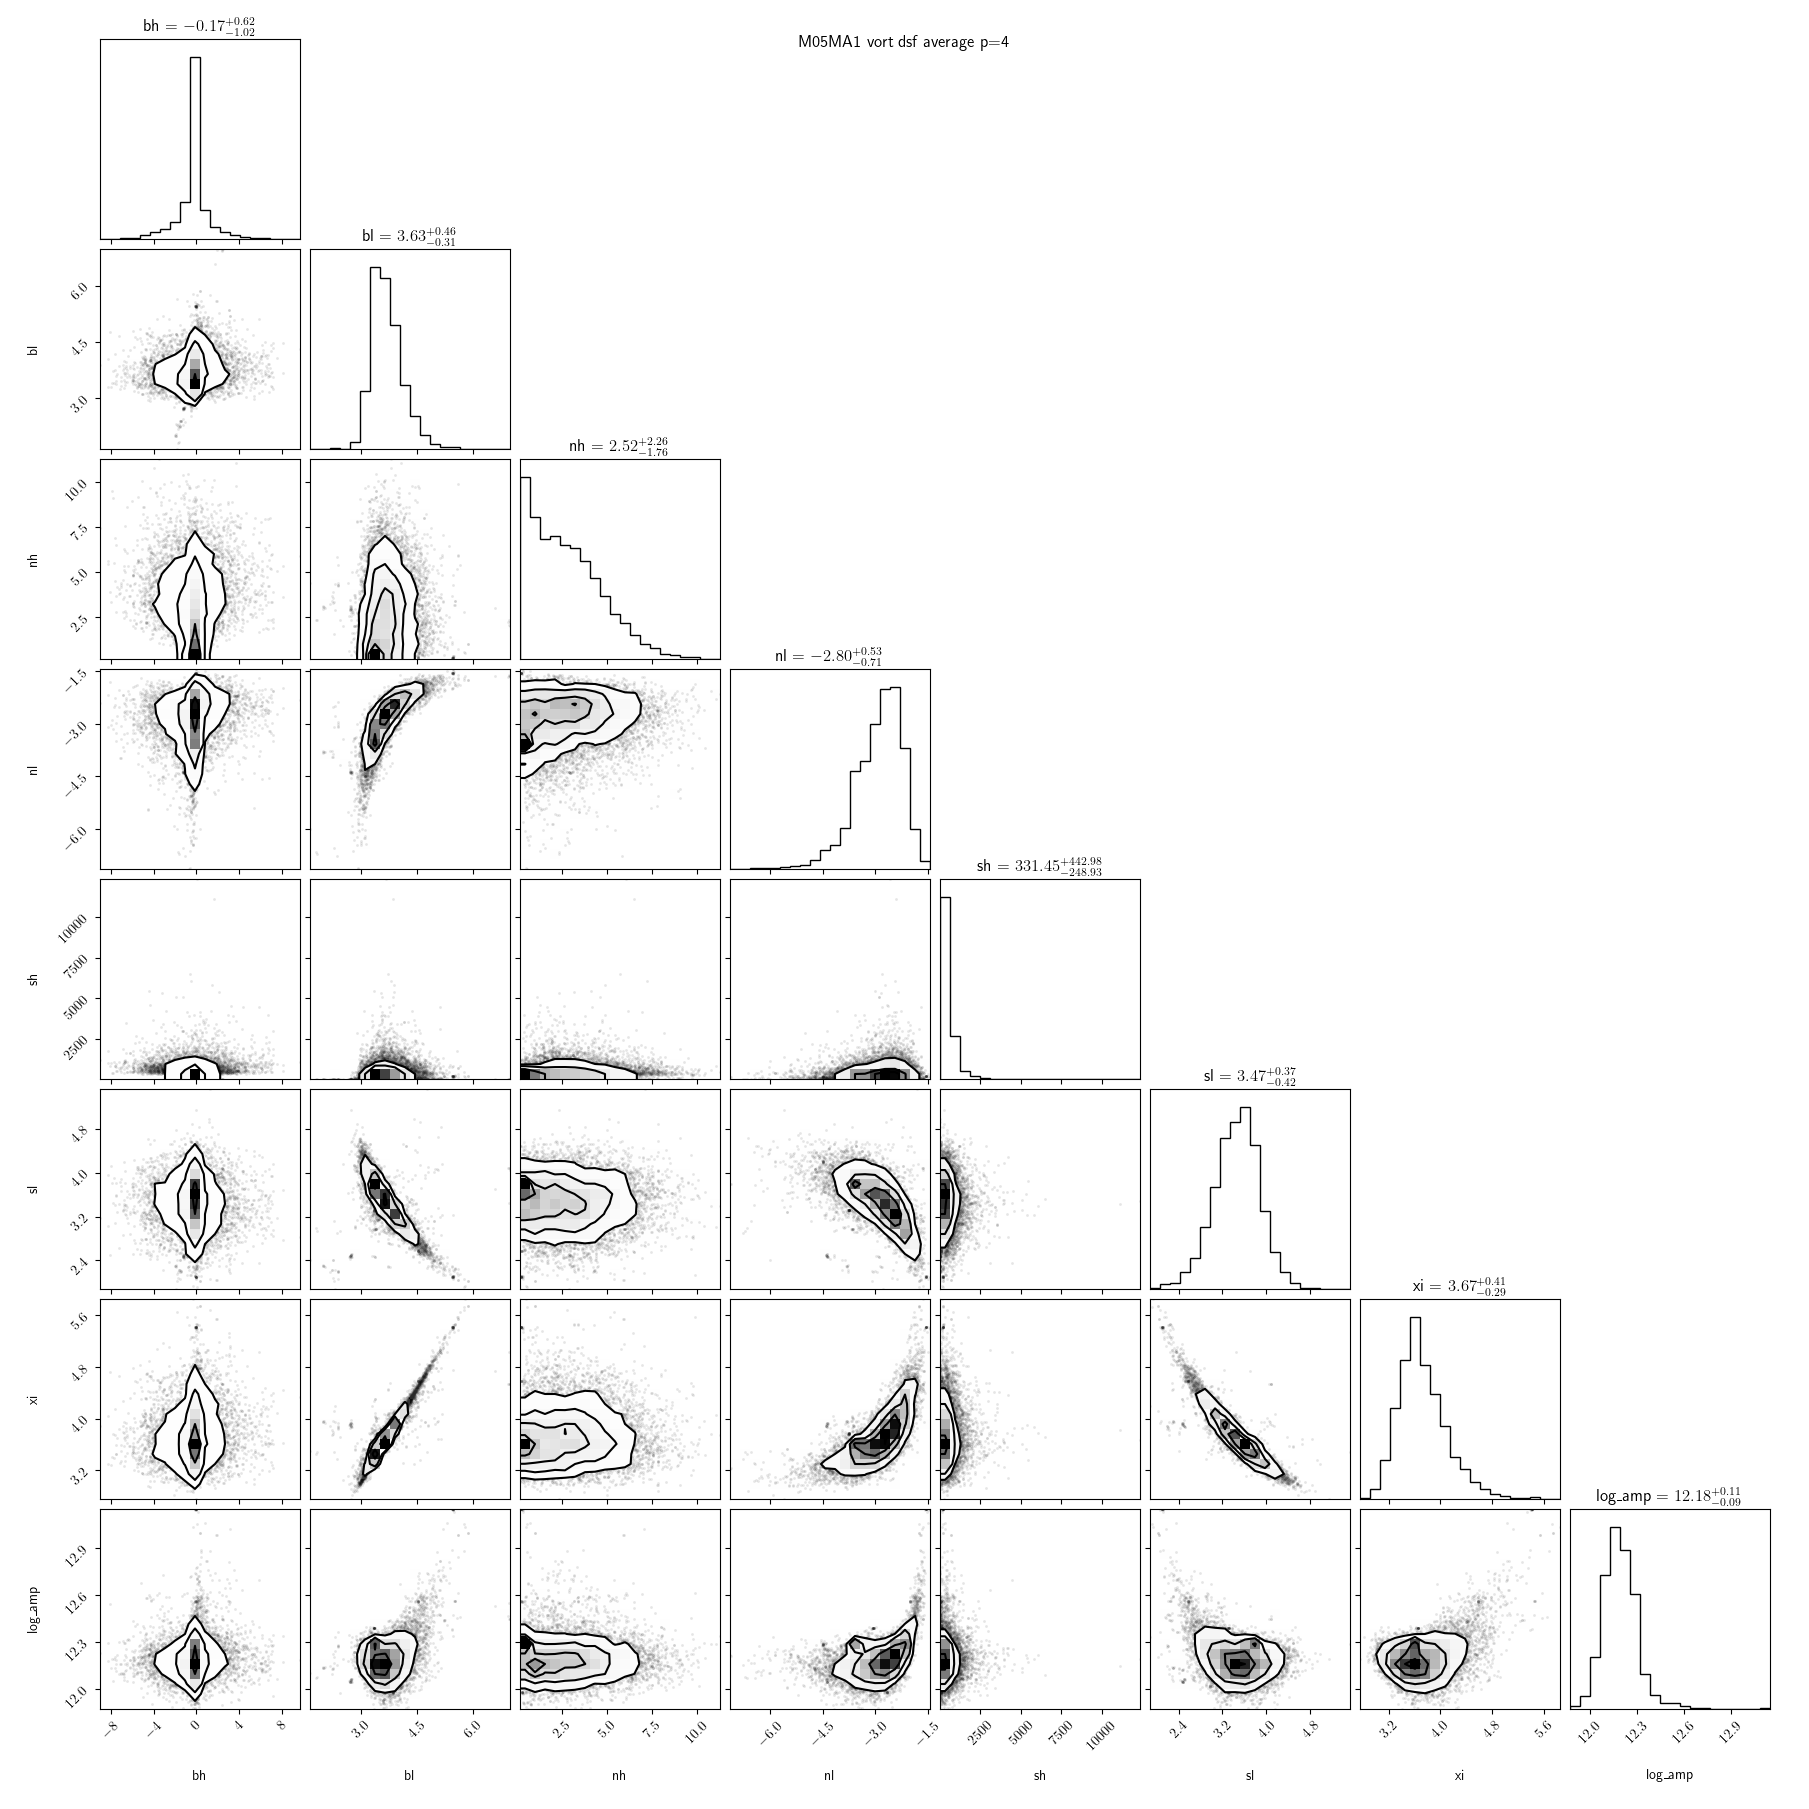 bh = −0.17 +0.62 −1.02
M05MA1 vort dsf average p=4
bl = 3.63 +0.46 −0.31
6.0
4.5
3.0
bl
nh = 2.52 +2.26 −1.76
10.0
7.5
5.0
2.5
nh
nl = −2.80 +0.53 −0.71
−1.5
−3.0
−4.5
−6.0
nl
sh = 331.45 +442.98 −248.93
10000
7500
5000
2500
sh
sl = 3.47 +0.37 −0.42
4.8
4.0
3.2
2.4
sl
xi = 3.67 +0.41 −0.29
5.6
4.8
4.0
3.2
xi
log_amp = 12.18 +0.11 −0.09
12.9
12.6
12.3
12.0
log_amp
−8 −4 0 4 8 3.0 4.5 6.0 2.5 5.0 7.5 10.0 −6.0 −4.5 −3.0 −1.5 2500 5000 7500 10000 2.4 3.2 4.0 4.8 3.2 4.0 4.8 5.6 12.0 12.3 12.6 12.9
bh bl nh nl sh sl xi log_amp